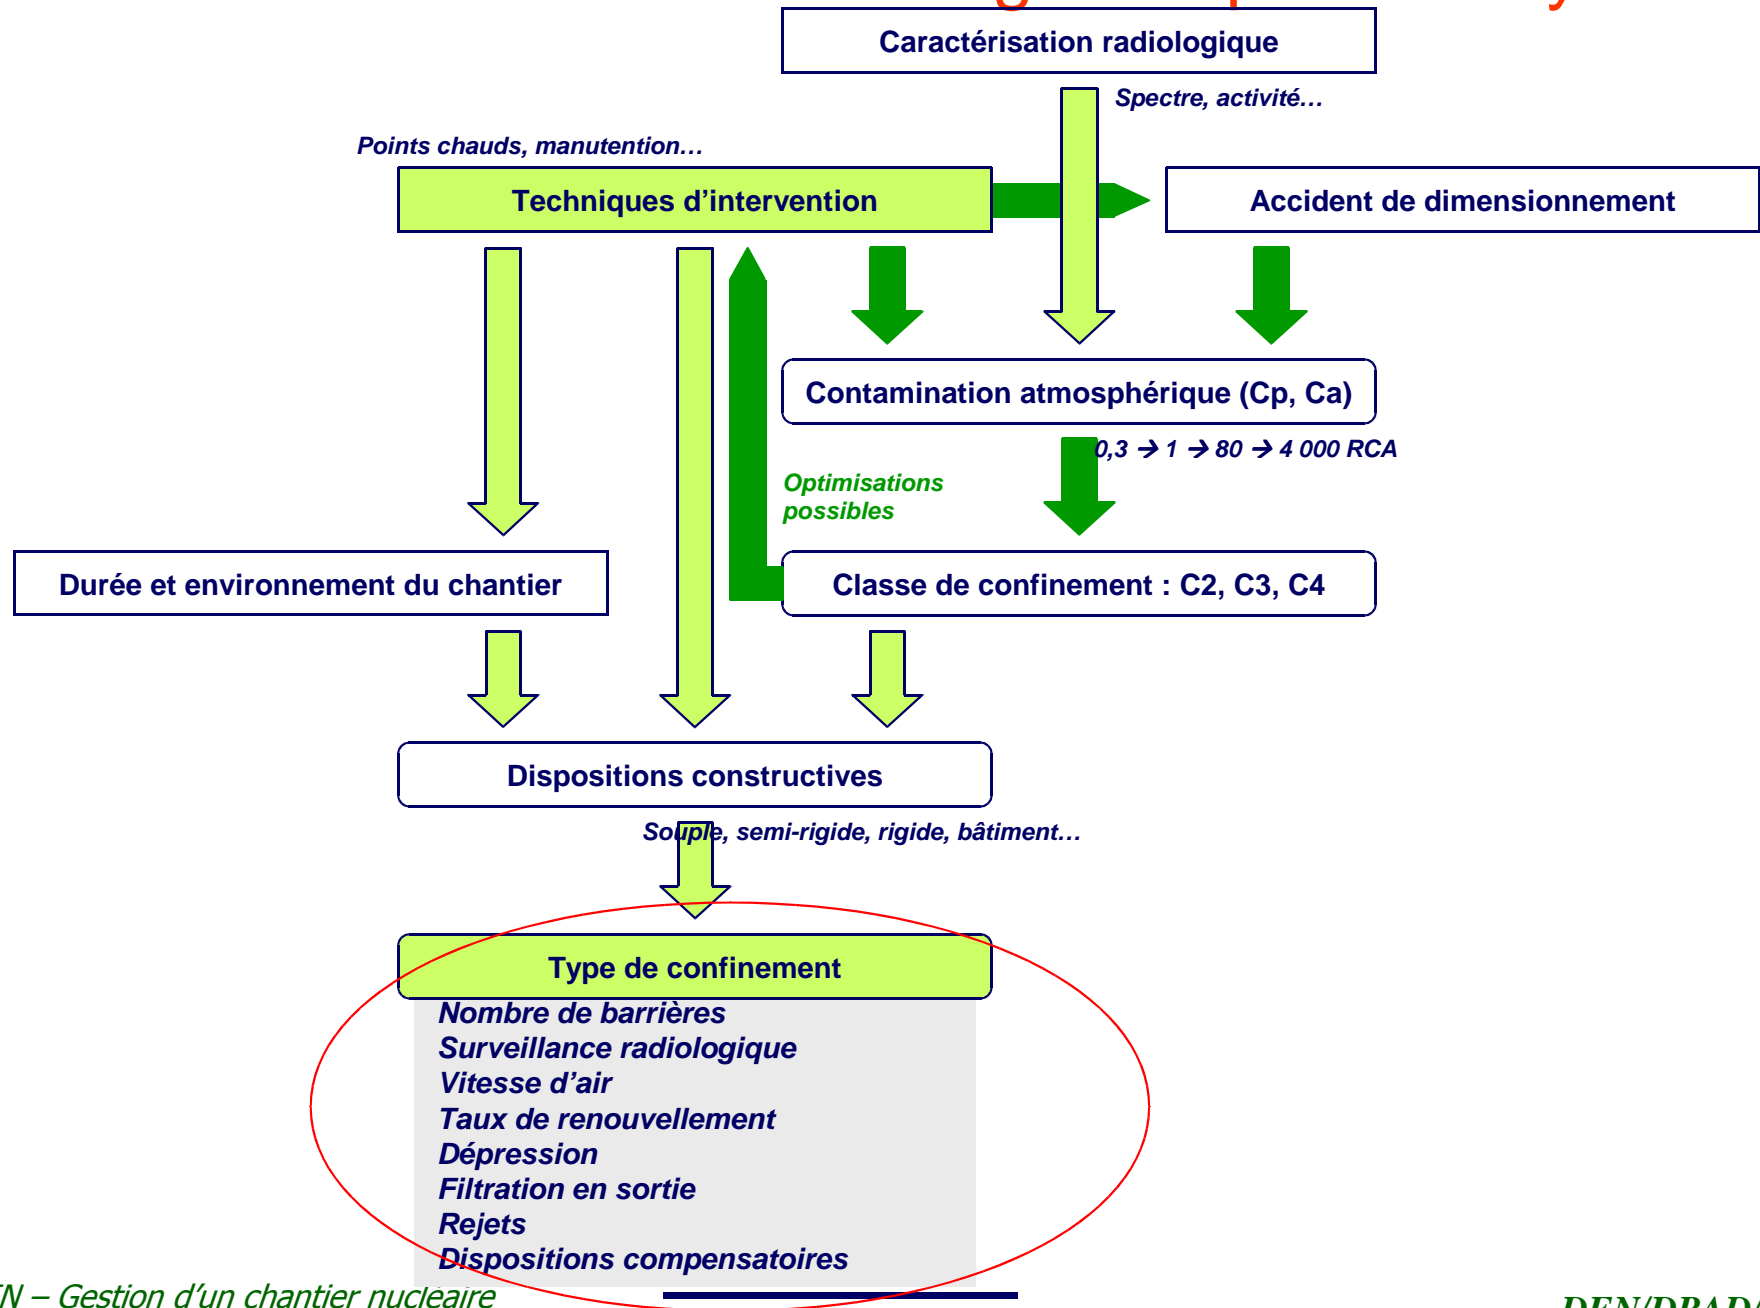 Caractérisation radiologique
Spectre, activité…
Points chauds, manutention…
Techniques d’intervention
Accident de dimensionnement
Contamination atmosphérique (Cp, Ca)
0,3 → 1 → 80 → 4 000 RCA
Optimisations
possibles
Durée et environnement du chantier
Classe de confinement : C2, C3, C4
Dispositions constructives
Souple, semi-rigide, rigide, bâtiment…
Type de confinement
Nombre de barrières
Surveillance radiologique
Vitesse d’air
Taux de renouvellement
Dépression
Filtration en sortie
Rejets
Dispositions compensatoires
– Gestion d’un chantier nucléaire